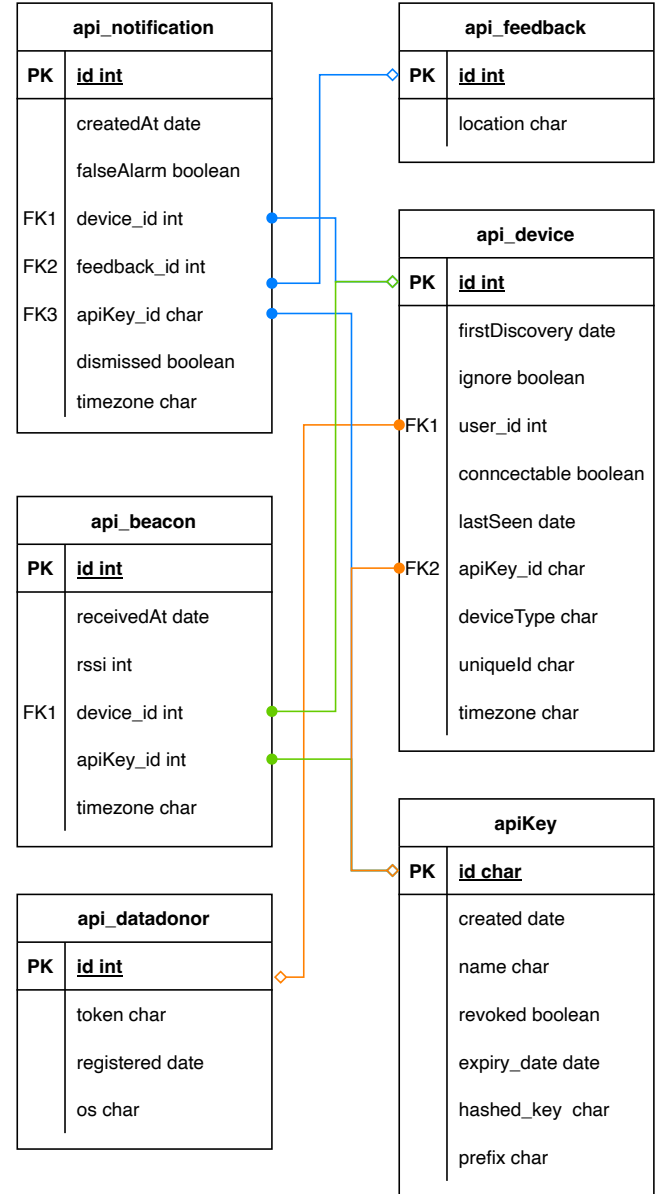 api_notification
PK id int
createdAt date
falseAlarm boolean
FK1 device_id int
FK2 feedback_id int
FK3 apiKey_id char
dismissed boolean
timezone char
api_feedback
PK id int
location char
api_device
PK id int
firstDiscovery date
ignore boolean
FK1 user_id int
conncectable boolean
lastSeen date
FK2 apiKey_id char
deviceType char
uniqueId char
timezone char
api_beacon
PK id int
receivedAt date
rssi int
FK1 device_id int
apiKey_id int
timezone char
apiKey
PK id char
created date
name char
revoked boolean
expiry_date date
hashed_key char
prefix char
api_datadonor
PK id int
token char
registered date
os char